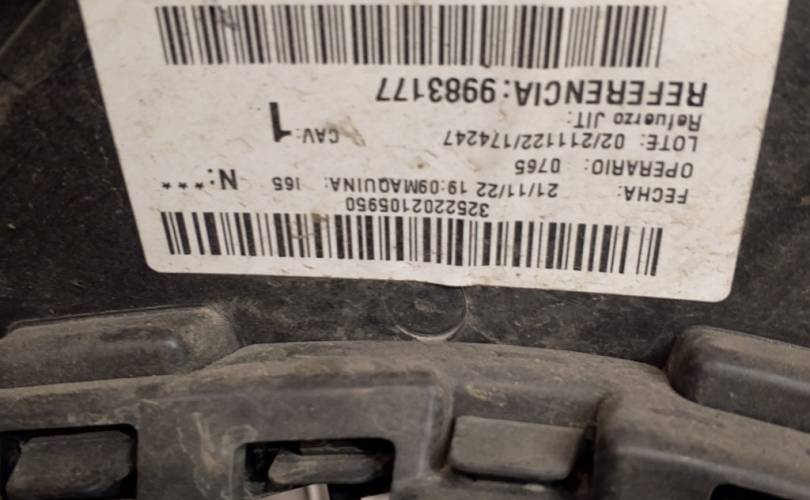 3252202105950
FECHA: 21/11/22 19:09MAQUINA: I65 N:***
OPERARIO: 0765
LOTE: 02/211122/174247 CAV: 1
Refuerzo JIT:
REFERENCIA: 9983177